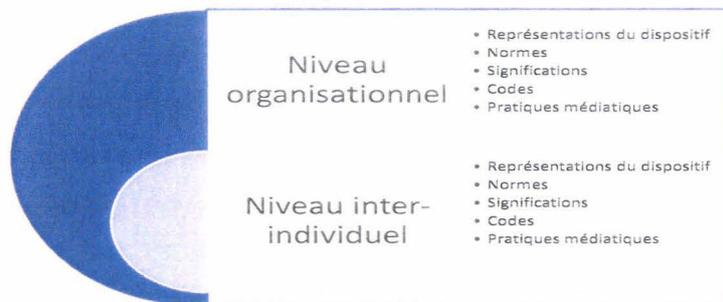 Niveau
organisationnel
• Représentations du dispositif
• Normes
• Significations
• Codes
• Pratiques médiatiques
Niveau inter-
individuel
• Représentations du dispositif
• Normes
• Significations
• Codes
• Pratiques médiatiques